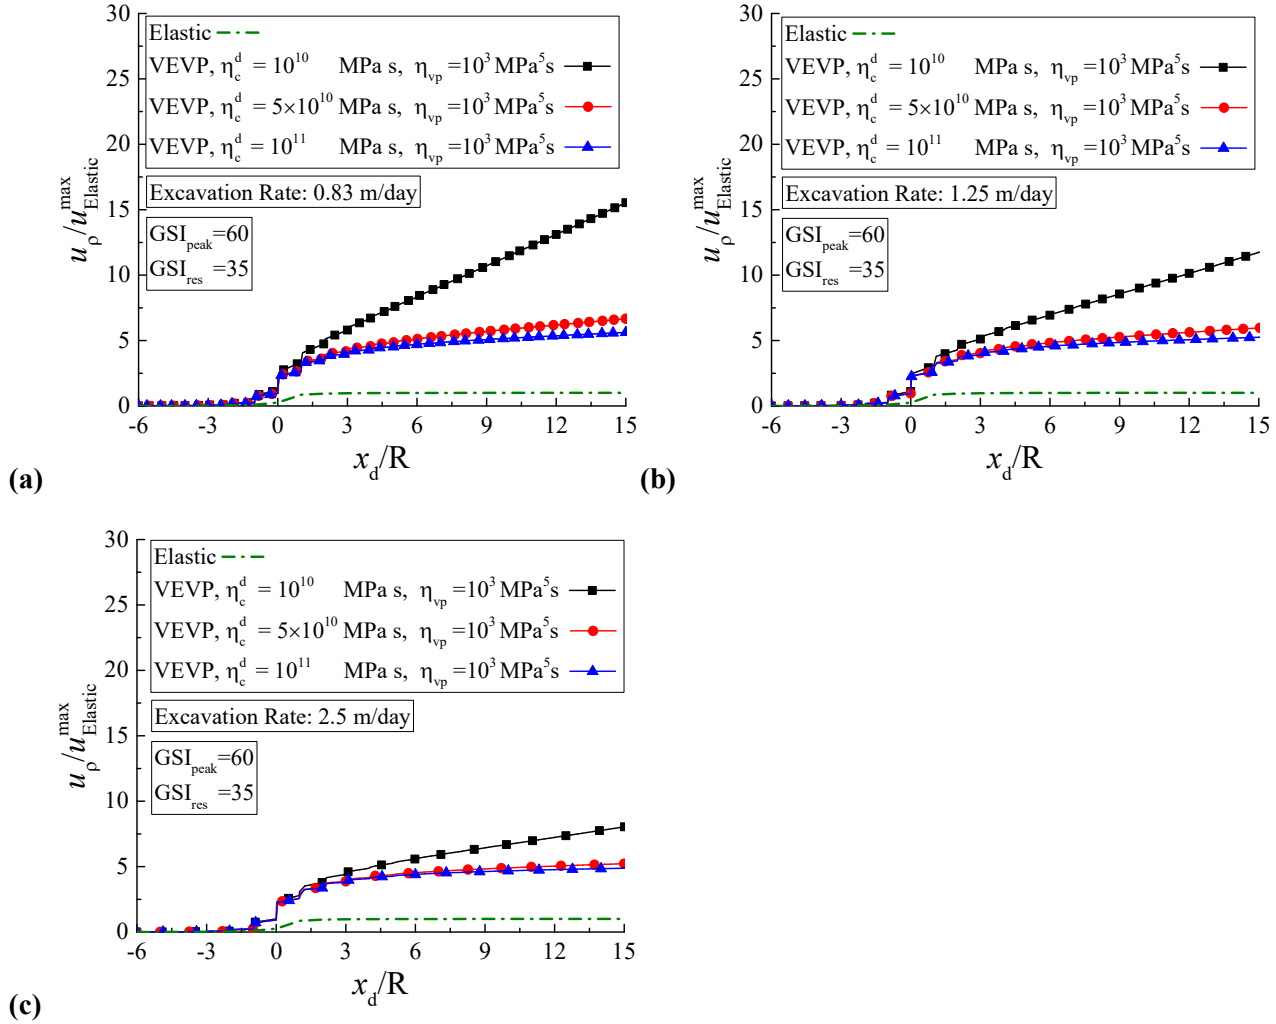 30
25
20
15
10
5
0
u_ρ/u_Elastic^max
Elastic
VEVP, η_c^d = 10^10 MPa s, η_vp =10^3 MPa^5s
VEVP, η_c^d = 5×10^10 MPa s, η_vp =10^3 MPa^5s
VEVP, η_c^d = 10^11 MPa s, η_vp =10^3 MPa^5s
Excavation Rate: 0.83 m/day
GSI_peak=60
GSI_res =35
-6 -3 0 3 6 9 12 15
x_d/R
(a)
30
25
20
15
10
5
0
u_ρ/u_Elastic^max
Elastic
VEVP, η_c^d = 10^10 MPa s, η_vp =10^3 MPa^5s
VEVP, η_c^d = 5×10^10 MPa s, η_vp =10^3 MPa^5s
VEVP, η_c^d = 10^11 MPa s, η_vp =10^3 MPa^5s
Excavation Rate: 1.25 m/day
GSI_peak=60
GSI_res =35
-6 -3 0 3 6 9 12 15
x_d/R
(b)
30
25
20
15
10
5
0
u_ρ/u_Elastic^max
Elastic
VEVP, η_c^d = 10^10 MPa s, η_vp =10^3 MPa^5s
VEVP, η_c^d = 5×10^10 MPa s, η_vp =10^3 MPa^5s
VEVP, η_c^d = 10^11 MPa s, η_vp =10^3 MPa^5s
Excavation Rate: 2.5 m/day
GSI_peak=60
GSI_res =35
-6 -3 0 3 6 9 12 15
x_d/R
(c)